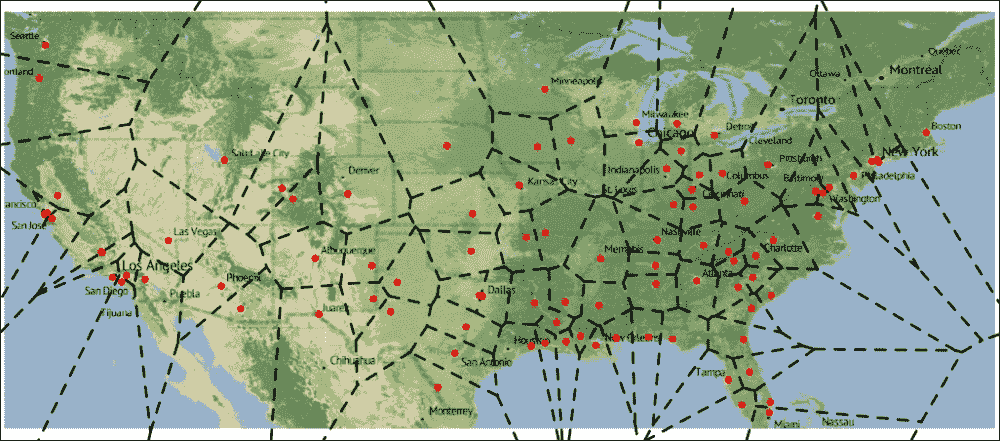 Seattle
Québec
Ottawa
Montreal
ortland
Minneapolis
Toronto
Milwaukee
Boston
Detroit
Chicago
Cleveland
New York
Salt Lake City
Pittsburgh
Denver
Indianapolis
Columbus
Philadelphia
Kansas City
St. Louis
Baltimore
Cincinnati
Washington
ancisco
San Jose
Las Vegas
Nashville
Albuquerque
Memphis
Charlotte
Los Angeles
Phoenix
Atlanta
San Diego
Puebla
Dallas
Tijuana
Juarez
Houston
New Orleans
Chihuahua
San Antonio
Tampa
Monterrey
Miami
Nassau